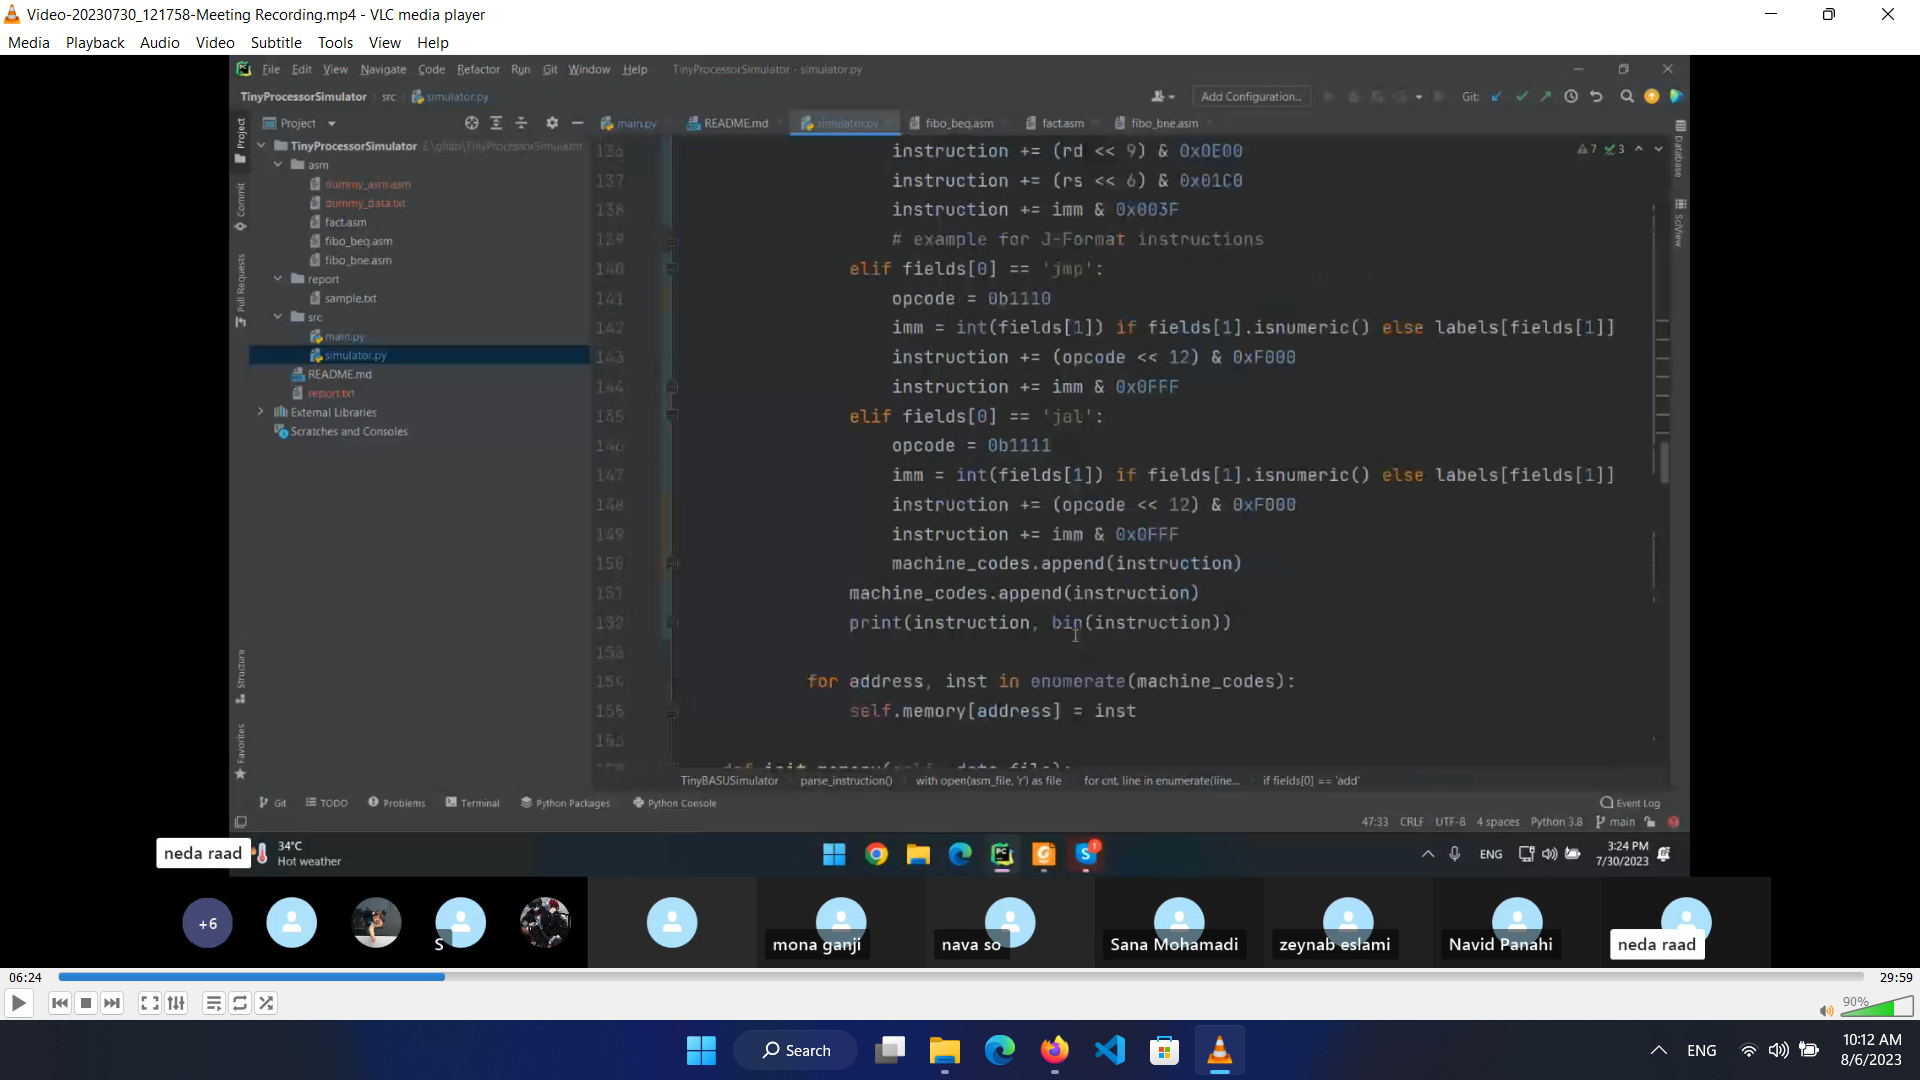 Video-20230730_121758-Meeting Recording.mp4 - VLC media player
Media Playback Audio Video Subtitle Tools View Help
File Edit View Navigate Code Refactor Run Git Window Help TinyProcessorSimulator - simulator.py
TinyProcessorSimulator src simulator.py
Add Configuration... Git:
Project main.py README.md simulator.py fibo_beq.asm fact.asm fibo_bne.asm
TinyProcessorSimulator
asm
dummy_asm.asm
dummy_data.txt
fact.asm
fibo_beq.asm
fibo_bne.asm
report
sample.txt
src
main.py
simulator.py
README.md
report.txt
External Libraries
Scratches and Consoles
Project
Commit
Pull Requests
Structure
Favorites
Database
SciView
7 3
136 instruction += (rd << 9) & 0x0E00
137 instruction += (rs << 6) & 0x01C0
138 instruction += imm & 0x003F
139 # example for J-Format instructions
140 elif fields[0] == 'jmp':
141 opcode = 0b1110
142 imm = int(fields[1]) if fields[1].isnumeric() else labels[fields[1]]
143 instruction += (opcode << 12) & 0xF000
144 instruction += imm & 0x0FFF
145 elif fields[0] == 'jal':
146 opcode = 0b1111
147 imm = int(fields[1]) if fields[1].isnumeric() else labels[fields[1]]
148 instruction += (opcode << 12) & 0xF000
149 instruction += imm & 0x0FFF
150 machine_codes.append(instruction)
151 machine_codes.append(instruction)
152 print(instruction, bin(instruction))
153
154 for address, inst in enumerate(machine_codes):
155 self.memory[address] = inst
156
TinyBASUSimulator parse_instruction() with open(asm_file, 'r') as file for cnt, line in enumerate(line... if fields[0] == 'add'
Git TODO Problems Terminal Python Packages Python Console Event Log
47:33 CRLF UTF-8 4 spaces Python 3.8 main
neda raad
34°C
Hot weather
1
ENG
3:24 PM
7/30/2023
+6
S
mona ganji
nava so
Sana Mohamadi
zeynab eslami
Navid Panahi
neda raad
06:24
29:59
90%
Search
ENG
10:12 AM
8/6/2023